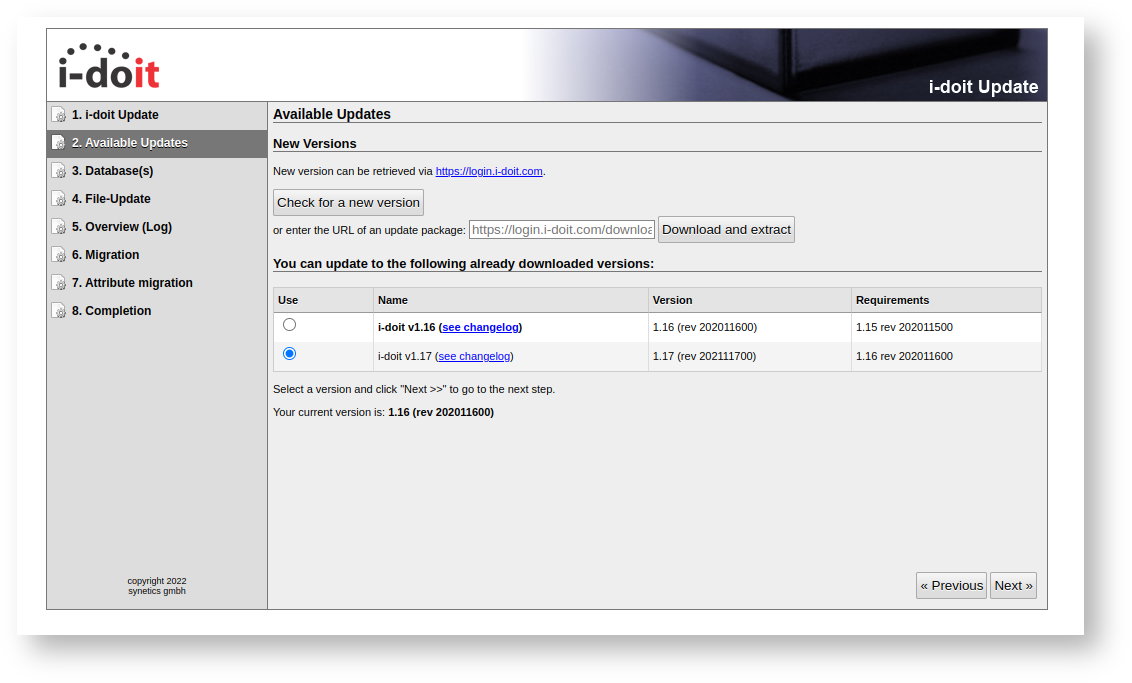 i-doit
i-doit Update
1. i-doit Update
2. Available Updates
3. Database(s)
4. File-Update
5. Overview (Log)
6. Migration
7. Attribute migration
8. Completion
copyright 2022
synetics gmbh
Available Updates
New Versions
New version can be retrieved via https://login.i-doit.com.
Check for a new version
or enter the URL of an update package: https://login.i-doit.com/downloa Download and extract
You can update to the following already downloaded versions:
Use Name Version Requirements
i-doit v1.16 (see changelog) 1.16 (rev 202011600) 1.15 rev 202011500
i-doit v1.17 (see changelog) 1.17 (rev 202111700) 1.16 rev 202011600
Select a version and click "Next >>" to go to the next step.
Your current version is: 1.16 (rev 202011600)
« Previous Next »